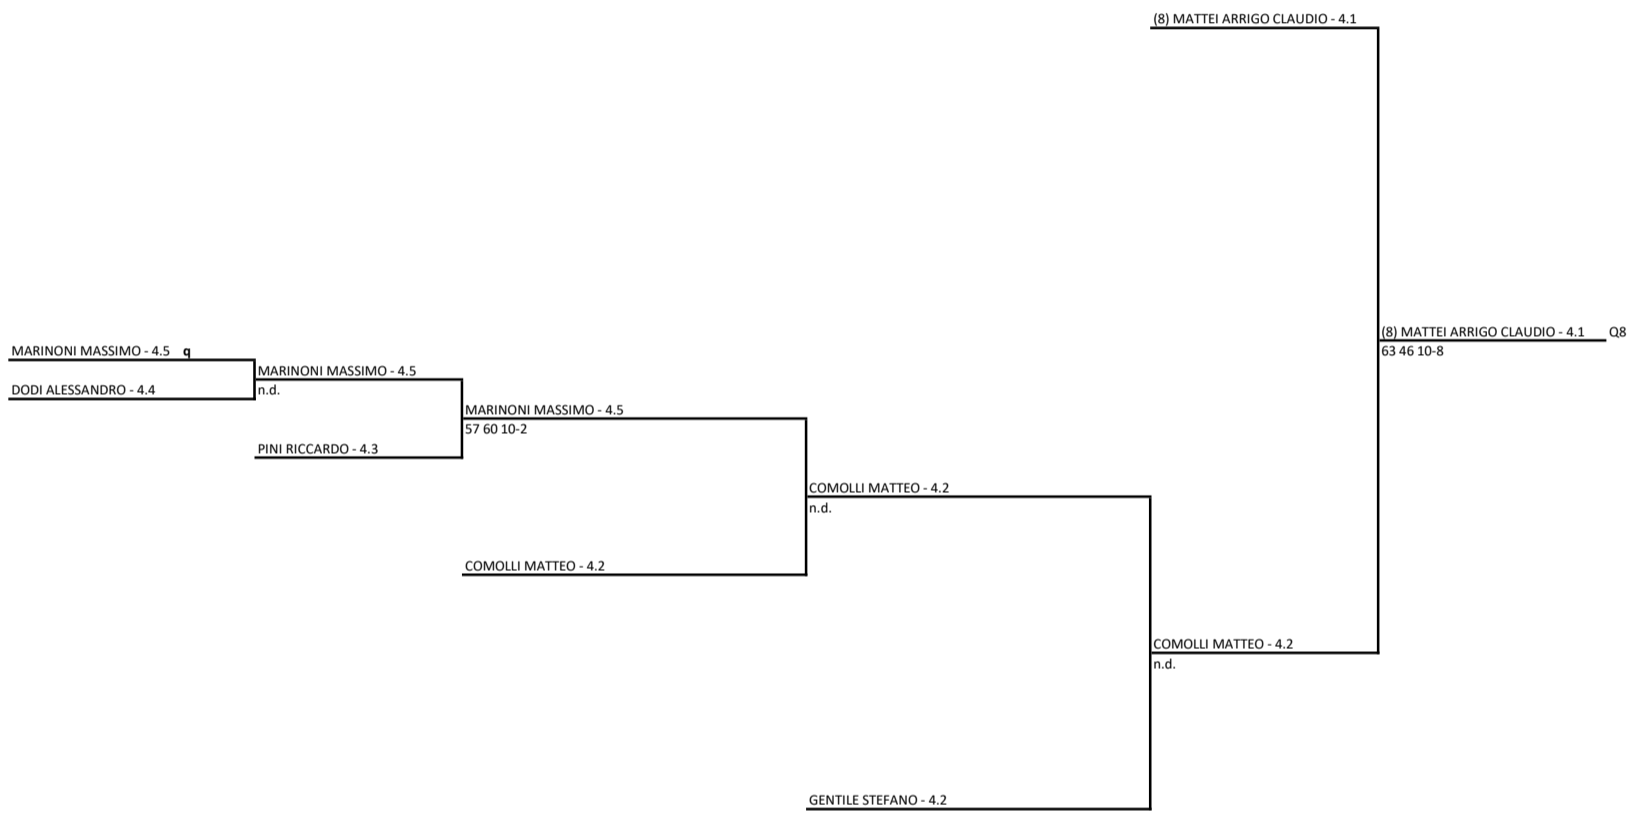 (8) MATTEI ARRIGO CLAUDIO - 4.1
(8) MATTEI ARRIGO CLAUDIO - 4.1 Q8
63 46 10-8
MARINONI MASSIMO - 4.5 q
MARINONI MASSIMO - 4.5
DODI ALESSANDRO - 4.4
n.d.
MARINONI MASSIMO - 4.5
57 60 10-2
PINI RICCARDO - 4.3
COMOLLI MATTEO - 4.2
n.d.
COMOLLI MATTEO - 4.2
COMOLLI MATTEO - 4.2
n.d.
GENTILE STEFANO - 4.2